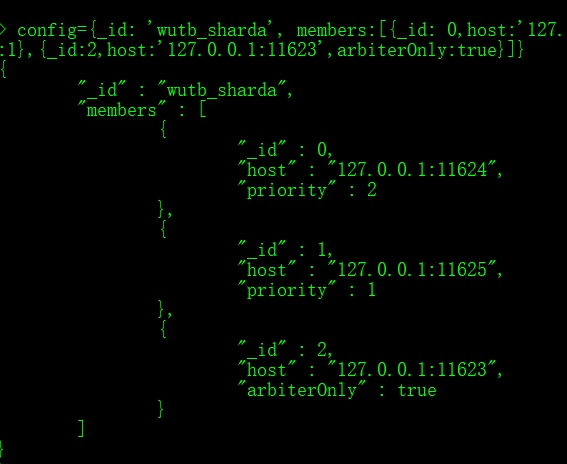 > config={_id: 'wutb_sharda', members:[{_id: 0,host:'127.
:1},{_id:2,host:'127.0.0.1:11623',arbiterOnly:true}]}
{
"_id" : "wutb_sharda",
"members" : [
{
"_id" : 0,
"host" : "127.0.0.1:11624",
"priority" : 2
},
{
"_id" : 1,
"host" : "127.0.0.1:11625",
"priority" : 1
},
{
"_id" : 2,
"host" : "127.0.0.1:11623",
"arbiterOnly" : true
}
]
}